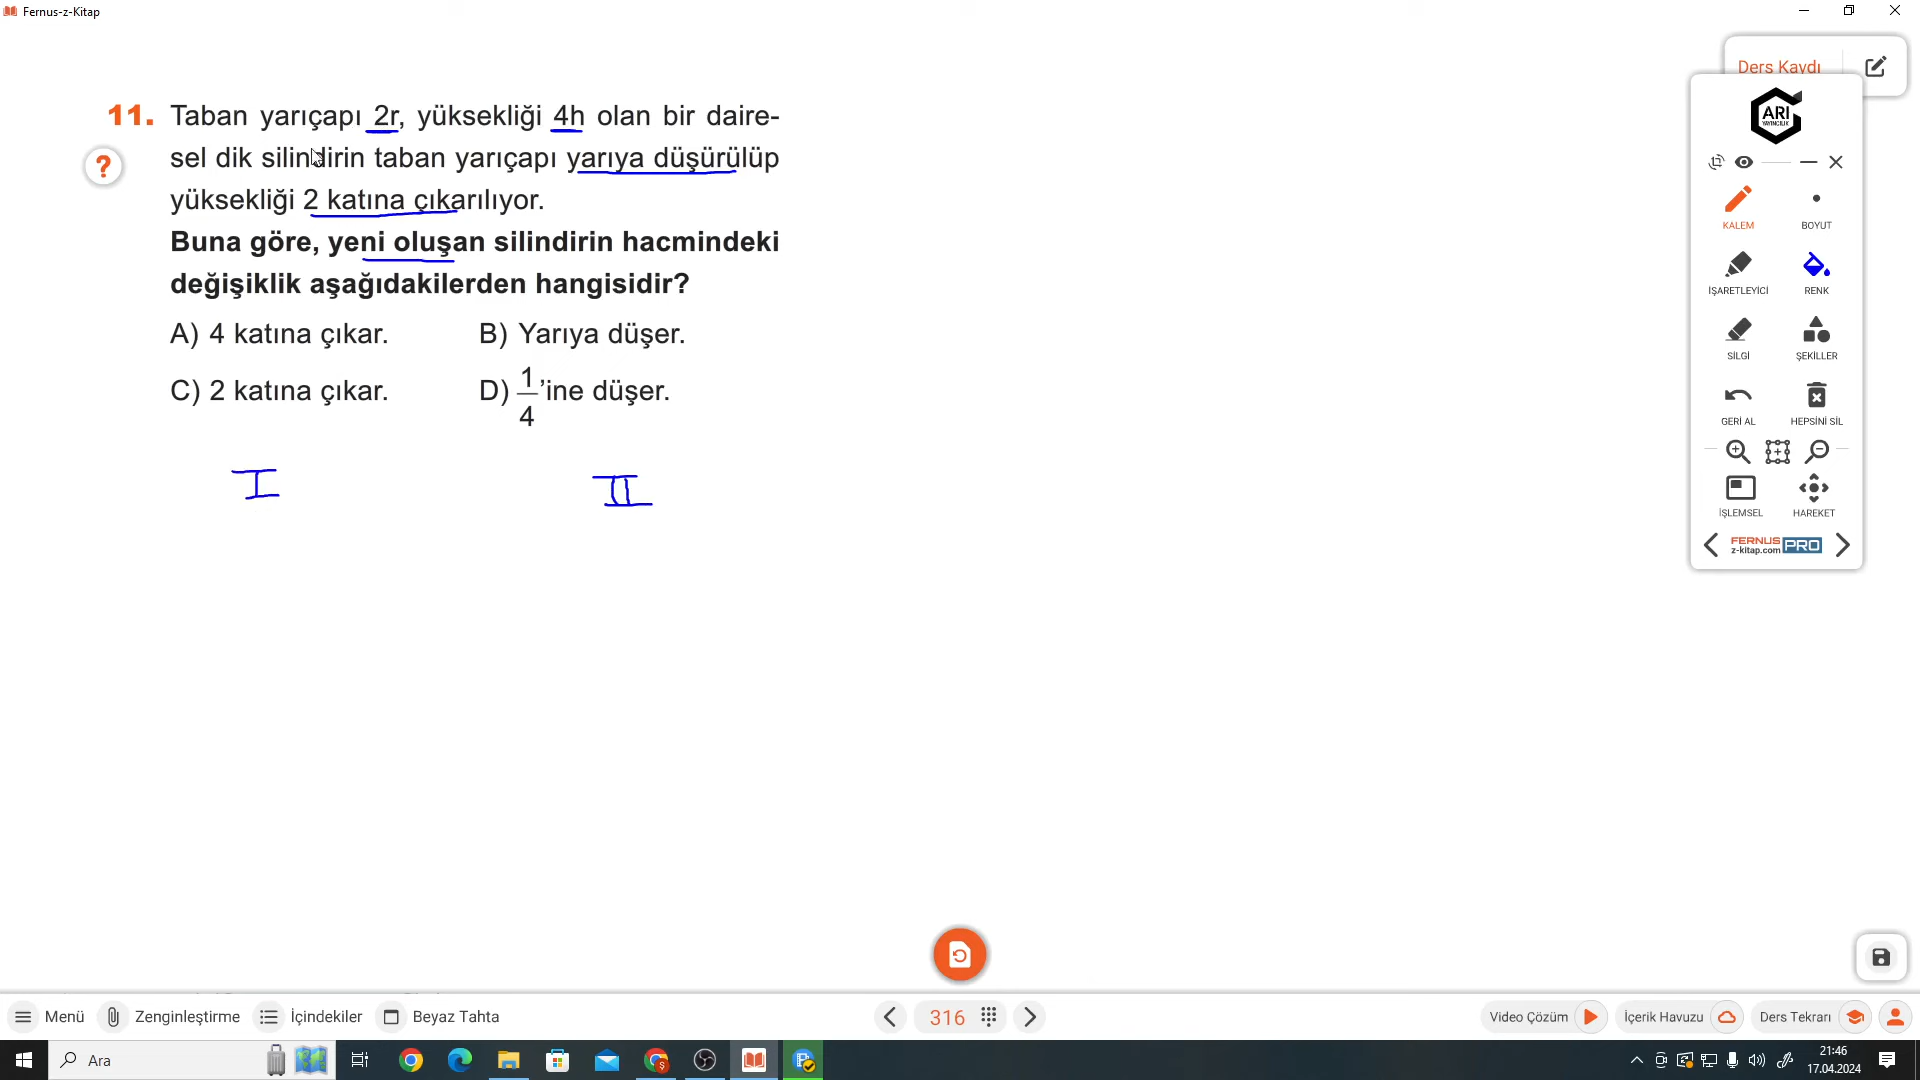 Fernus-z-Kitap
Ders Kaydı
ARI
YAYINCILIK
11. Taban yarıçapı 2r, yüksekliği 4h olan bir daire-
sel dik silindirin taban yarıçapı yarıya düşürülüp
yüksekliği 2 katına çıkarılıyor.
Buna göre, yeni oluşan silindirin hacmindeki
değişiklik aşağıdakilerden hangisidir?
A) 4 katına çıkar. B) Yarıya düşer.
C) 2 katına çıkar. D) 1/4'ine düşer.
I II
?
KALEM BOYUT
İŞARETLEYİCİ RENK
SİLGİ ŞEKİLLER
GERİ AL HEPSİNİ SİL
İŞLEMSEL HAREKET
FERNUS
z-kitap.com PRO
Menü Zenginleştirme İçindekiler Beyaz Tahta 316 Video Çözüm İçerik Havuzu Ders Tekrarı
Ara 21:46
17.04.2024